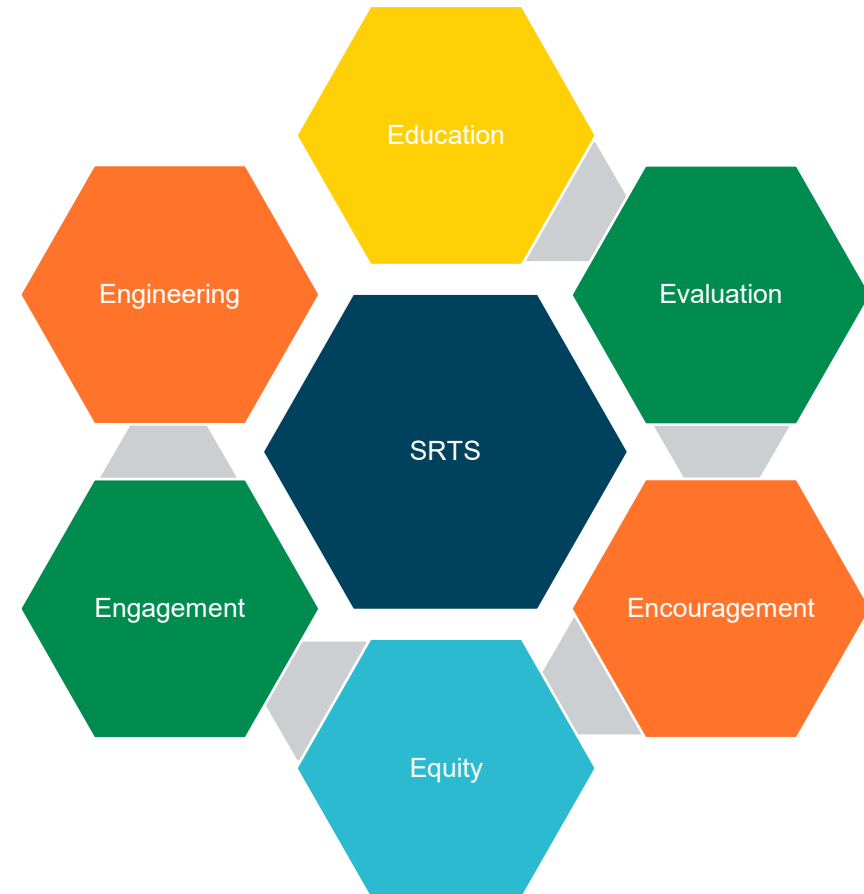 Education
Engineering
Evaluation
SRTS
Engagement
Encouragement
Equity